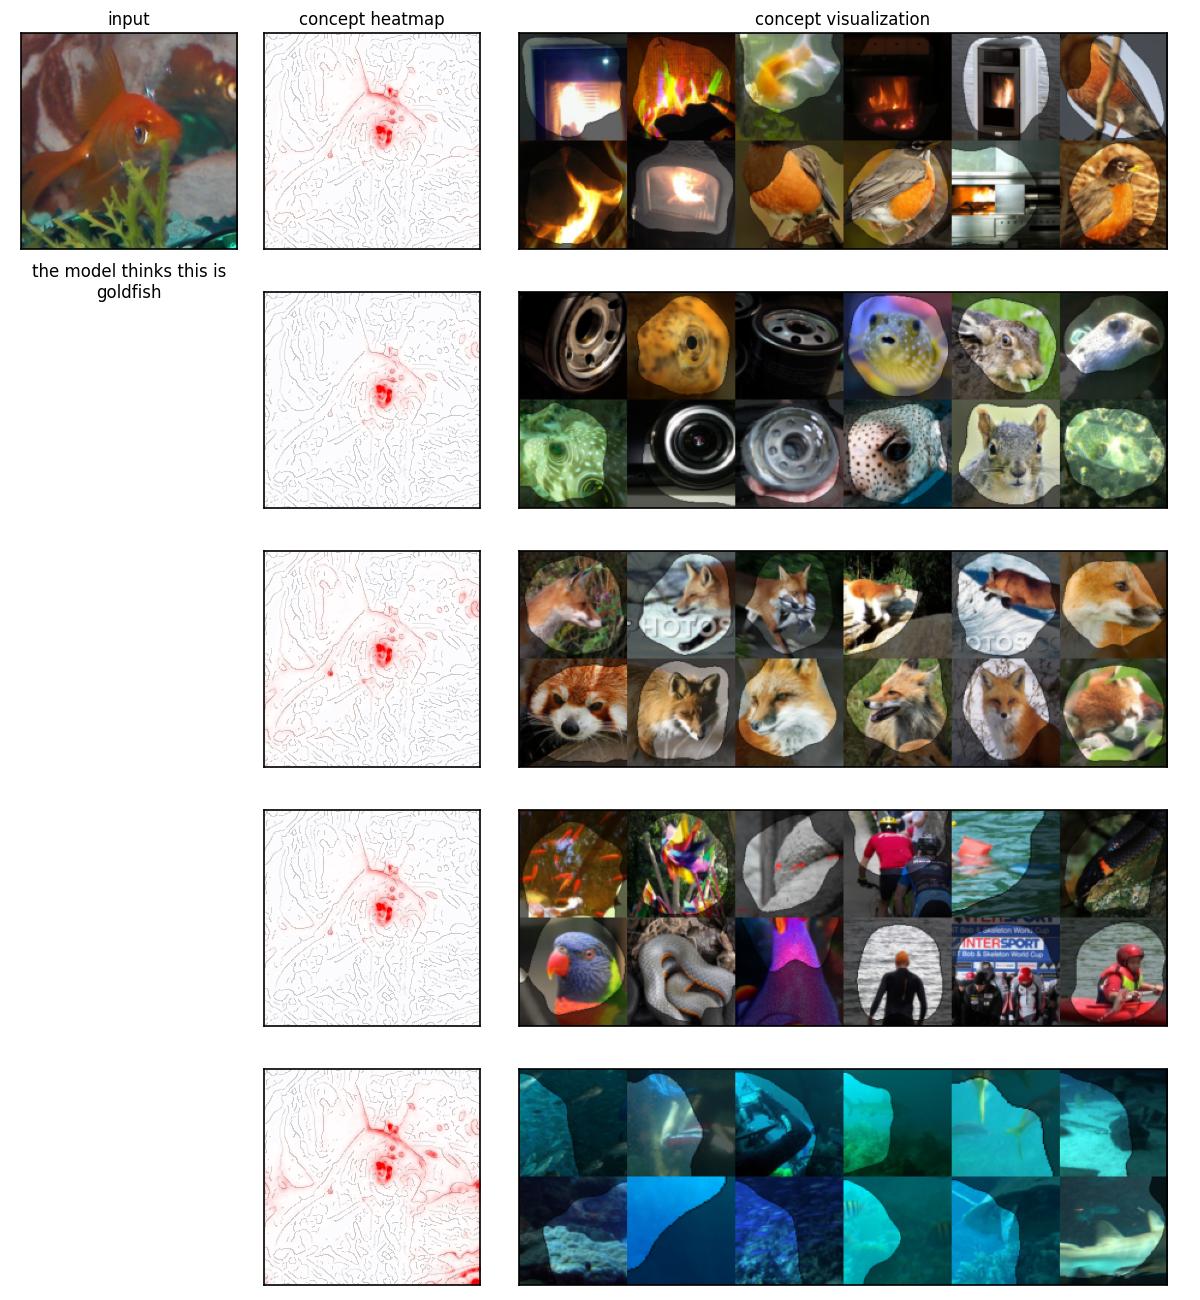 input
concept heatmap
concept visualization
the model thinks this is
goldfish
HOTOS
OTOS
INTERSPORT
T Bob & Skeleton World Cup
INTERSPORT
T Bob & Skeleton World Cup